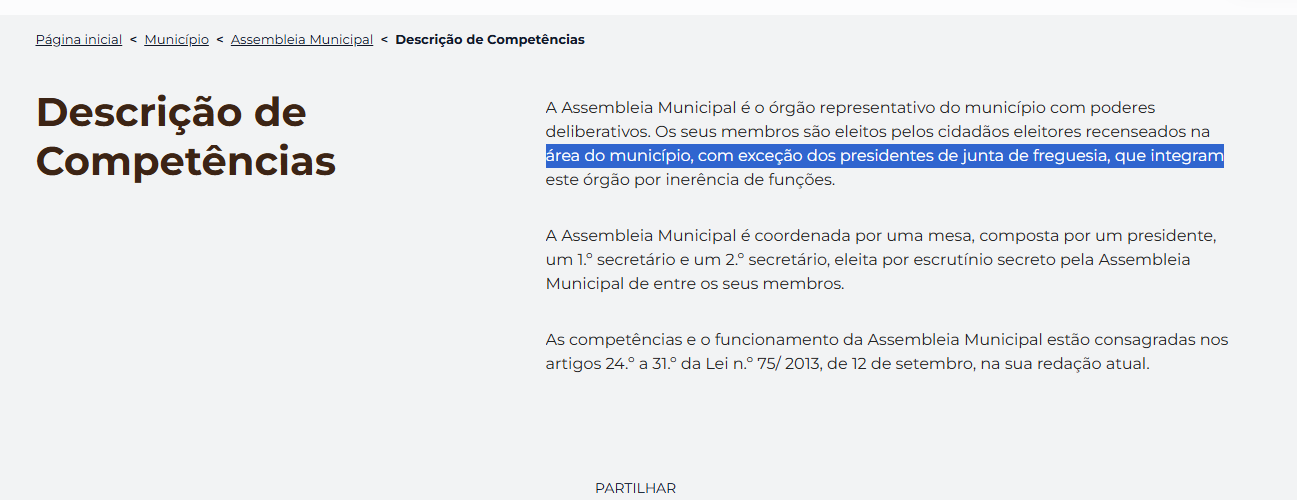 Página inicial < Município < Assembleia Municipal < Descrição de Competências
Descrição de
Competências
A Assembleia Municipal é o órgão representativo do município com poderes
deliberativos. Os seus membros são eleitos pelos cidadãos eleitores recenseados na
área do município, com exceção dos presidentes de junta de freguesia, que integram
este órgão por inerência de funções.
A Assembleia Municipal é coordenada por uma mesa, composta por um presidente,
um 1.º secretário e um 2.º secretário, eleita por escrutínio secreto pela Assembleia
Municipal de entre os seus membros.
As competências e o funcionamento da Assembleia Municipal estão consagradas nos
artigos 24.º a 31.º da Lei n.º 75/ 2013, de 12 de setembro, na sua redação atual.
PARTILHAR